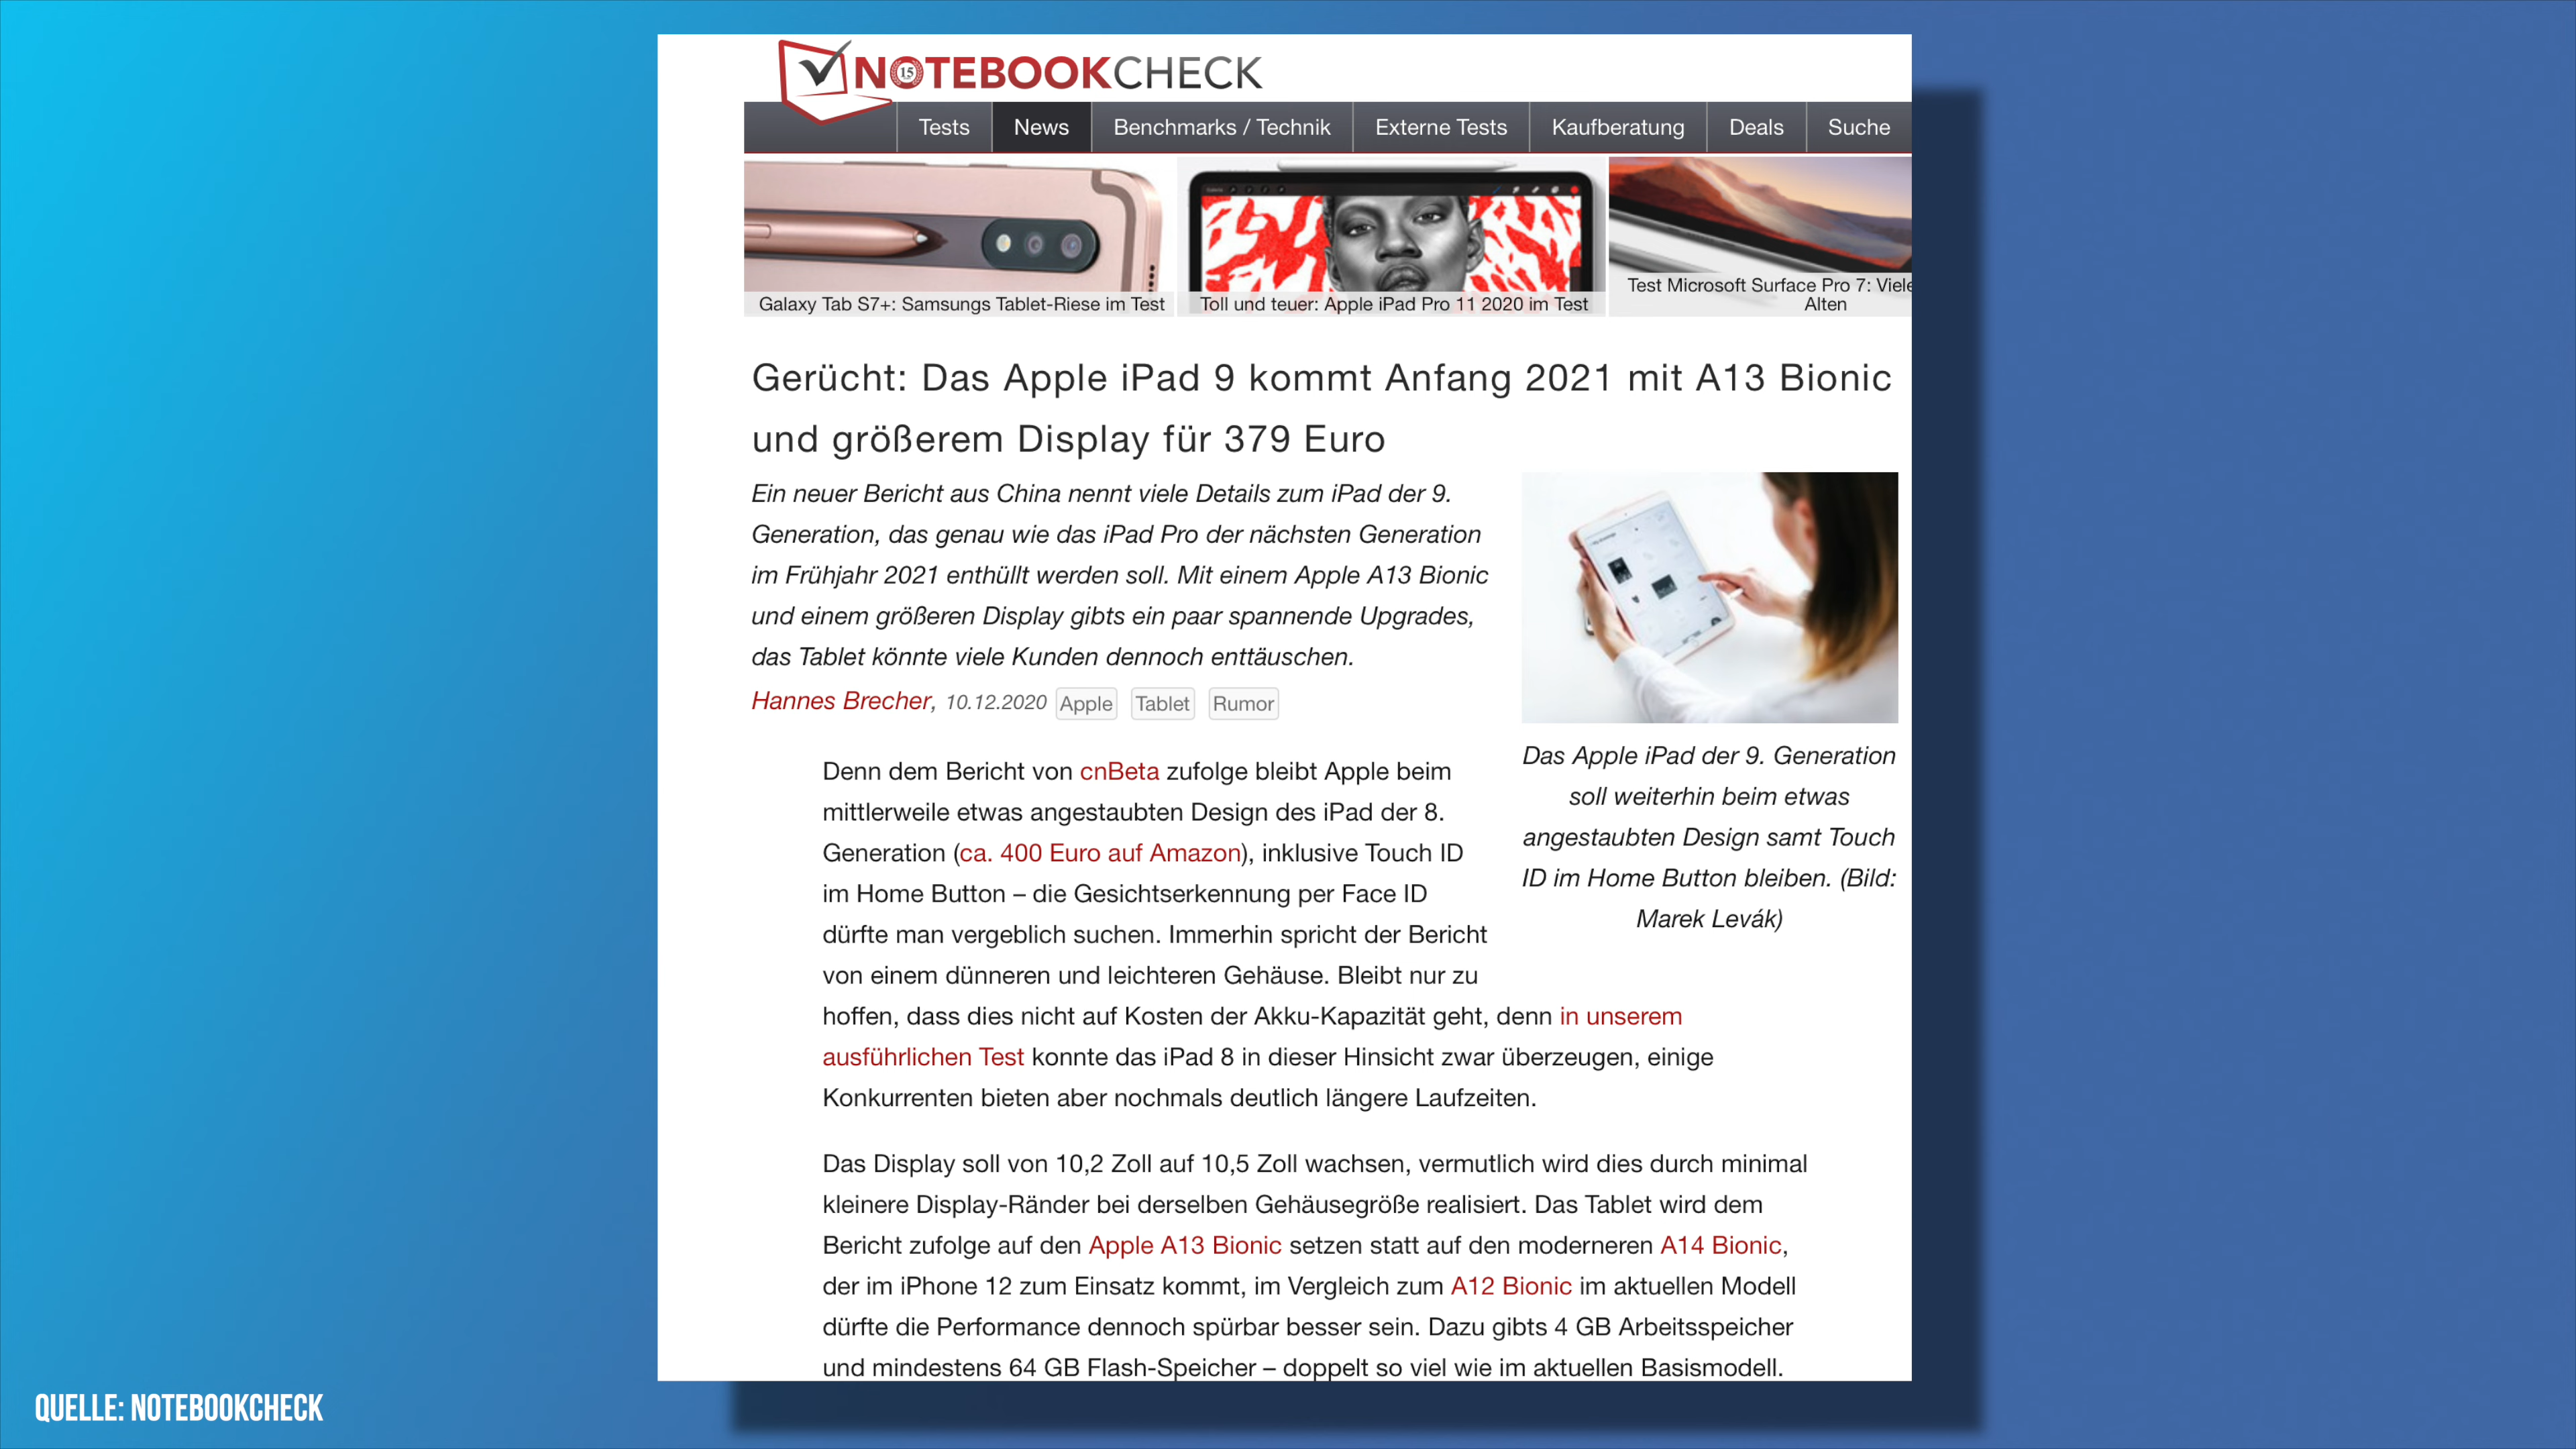 NOTEBOOKCHECK
15
Tests News Benchmarks / Technik Externe Tests Kaufberatung Deals Suche
Galaxy Tab S7+: Samsungs Tablet-Riese im Test
Toll und teuer: Apple iPad Pro 11 2020 im Test
Test Microsoft Surface Pro 7: Viele
Alten
Gerücht: Das Apple iPad 9 kommt Anfang 2021 mit A13 Bionic
und größerem Display für 379 Euro
Ein neuer Bericht aus China nennt viele Details zum iPad der 9.
Generation, das genau wie das iPad Pro der nächsten Generation
im Frühjahr 2021 enthüllt werden soll. Mit einem Apple A13 Bionic
und einem größeren Display gibts ein paar spannende Upgrades,
das Tablet könnte viele Kunden dennoch enttäuschen.
Hannes Brecher, 10.12.2020 Apple Tablet Rumor
Das Apple iPad der 9. Generation
soll weiterhin beim etwas
angestaubten Design samt Touch
ID im Home Button bleiben. (Bild:
Marek Levák)
Denn dem Bericht von cnBeta zufolge bleibt Apple beim
mittlerweile etwas angestaubten Design des iPad der 8.
Generation (ca. 400 Euro auf Amazon), inklusive Touch ID
im Home Button – die Gesichtserkennung per Face ID
dürfte man vergeblich suchen. Immerhin spricht der Bericht
von einem dünneren und leichteren Gehäuse. Bleibt nur zu
hoffen, dass dies nicht auf Kosten der Akku-Kapazität geht, denn in unserem
ausführlichen Test konnte das iPad 8 in dieser Hinsicht zwar überzeugen, einige
Konkurrenten bieten aber nochmals deutlich längere Laufzeiten.
Das Display soll von 10,2 Zoll auf 10,5 Zoll wachsen, vermutlich wird dies durch minimal
kleinere Display-Ränder bei derselben Gehäusegröße realisiert. Das Tablet wird dem
Bericht zufolge auf den Apple A13 Bionic setzen statt auf den moderneren A14 Bionic,
der im iPhone 12 zum Einsatz kommt, im Vergleich zum A12 Bionic im aktuellen Modell
dürfte die Performance dennoch spürbar besser sein. Dazu gibts 4 GB Arbeitsspeicher
und mindestens 64 GB Flash-Speicher – doppelt so viel wie im aktuellen Basismodell.
QUELLE: NOTEBOOKCHECK